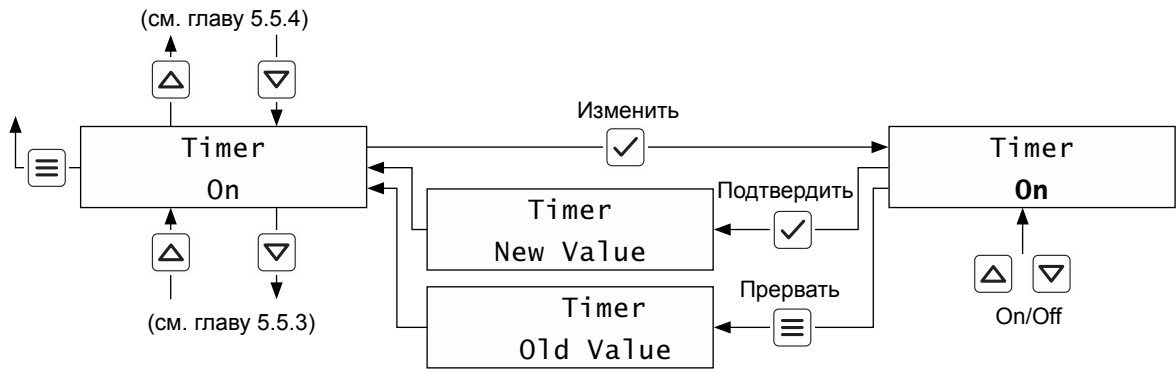 (см. главу 5.5.4)
Изменить
Timer
On
Timer
On
Подтвердить
Timer
New Value
Прервать
Timer
Old Value
(см. главу 5.5.3)
On/Off